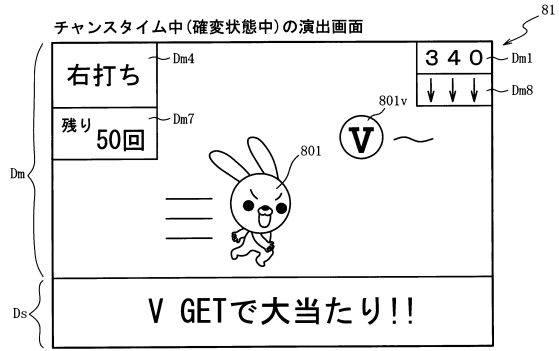 チャンスタイム中(確変状態中)の演出画面
81
右打ち
Dm4
340
Dm1
↓↓↓
Dm8
残り
50回
Dm7
801v
V
801
Dm
V GETで大当たり!!
Ds